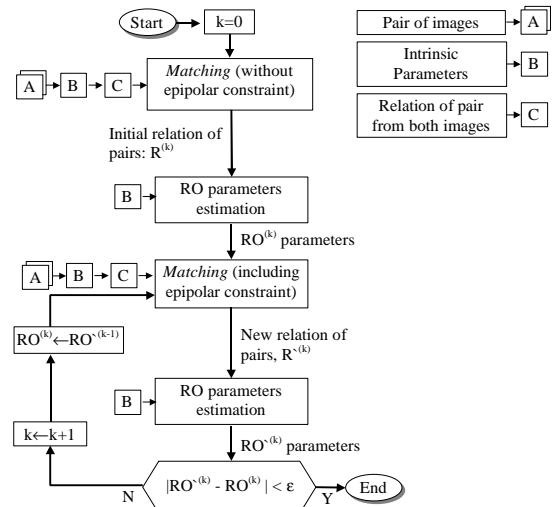 Start
k=0
Pair of images
A
Intrinsic
Parameters
B
Relation of pair
from both images
C
A
B
C
Matching (without
epipolar constraint)
Initial relation of
pairs: R^(k)
B
RO parameters
estimation
RO^(k) parameters
A
B
C
Matching (including
epipolar constraint)
RO^(k)←RO`^(k-1)
New relation of
pairs, R`^(k)
B
RO parameters
estimation
k←k+1
RO`^(k) parameters
N
|RO`^(k) - RO^(k) | < ε
Y
End